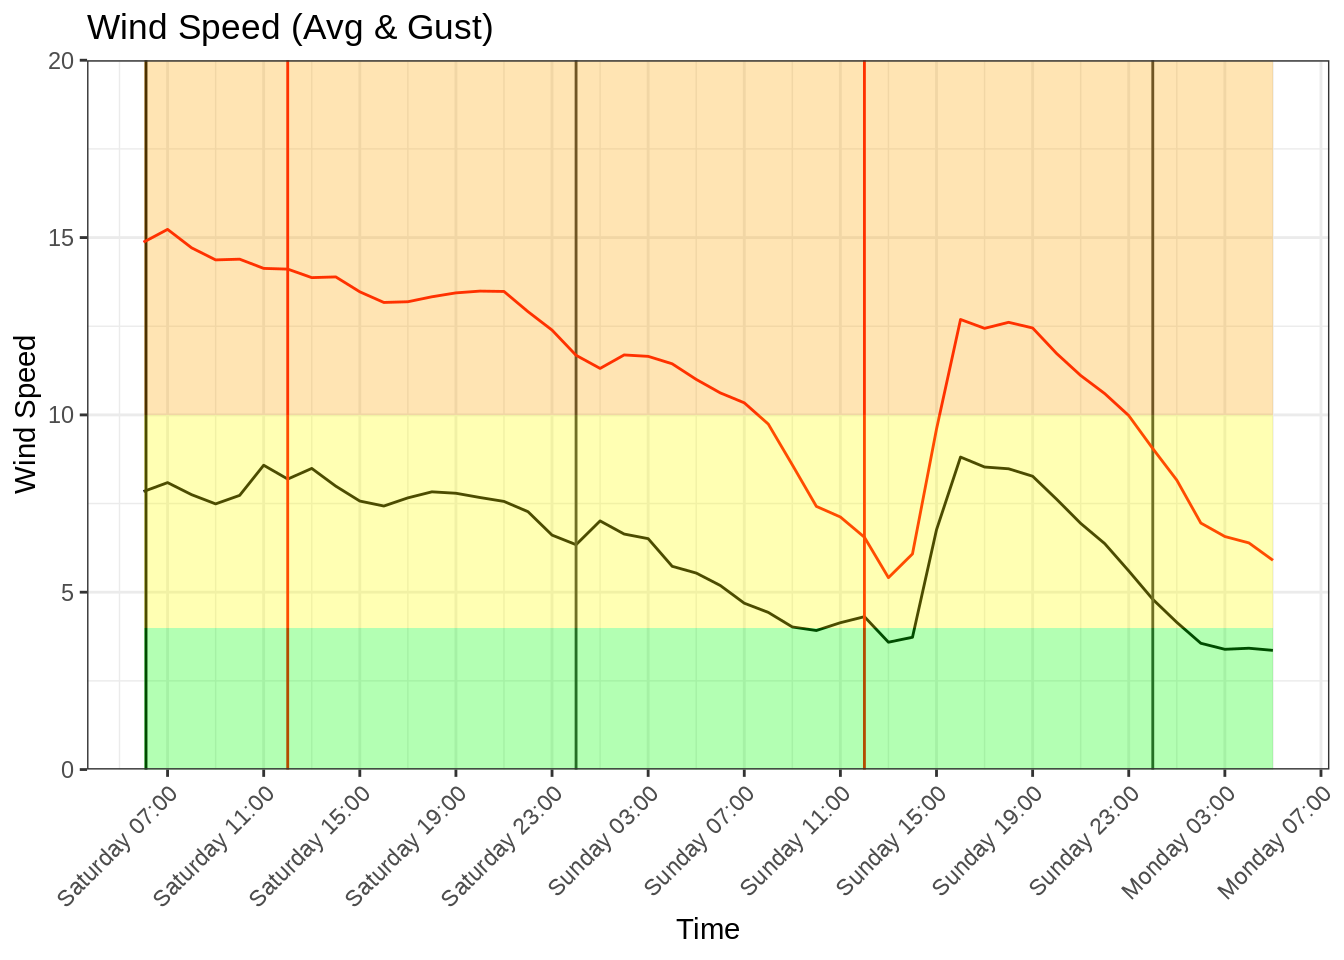 Wind Speed (Avg & Gust)
20
15
10
5
0
Wind Speed
Saturday 07:00
Saturday 11:00
Saturday 15:00
Saturday 19:00
Saturday 23:00
Sunday 03:00
Sunday 07:00
Sunday 11:00
Sunday 15:00
Sunday 19:00
Sunday 23:00
Monday 03:00
Monday 07:00
Time